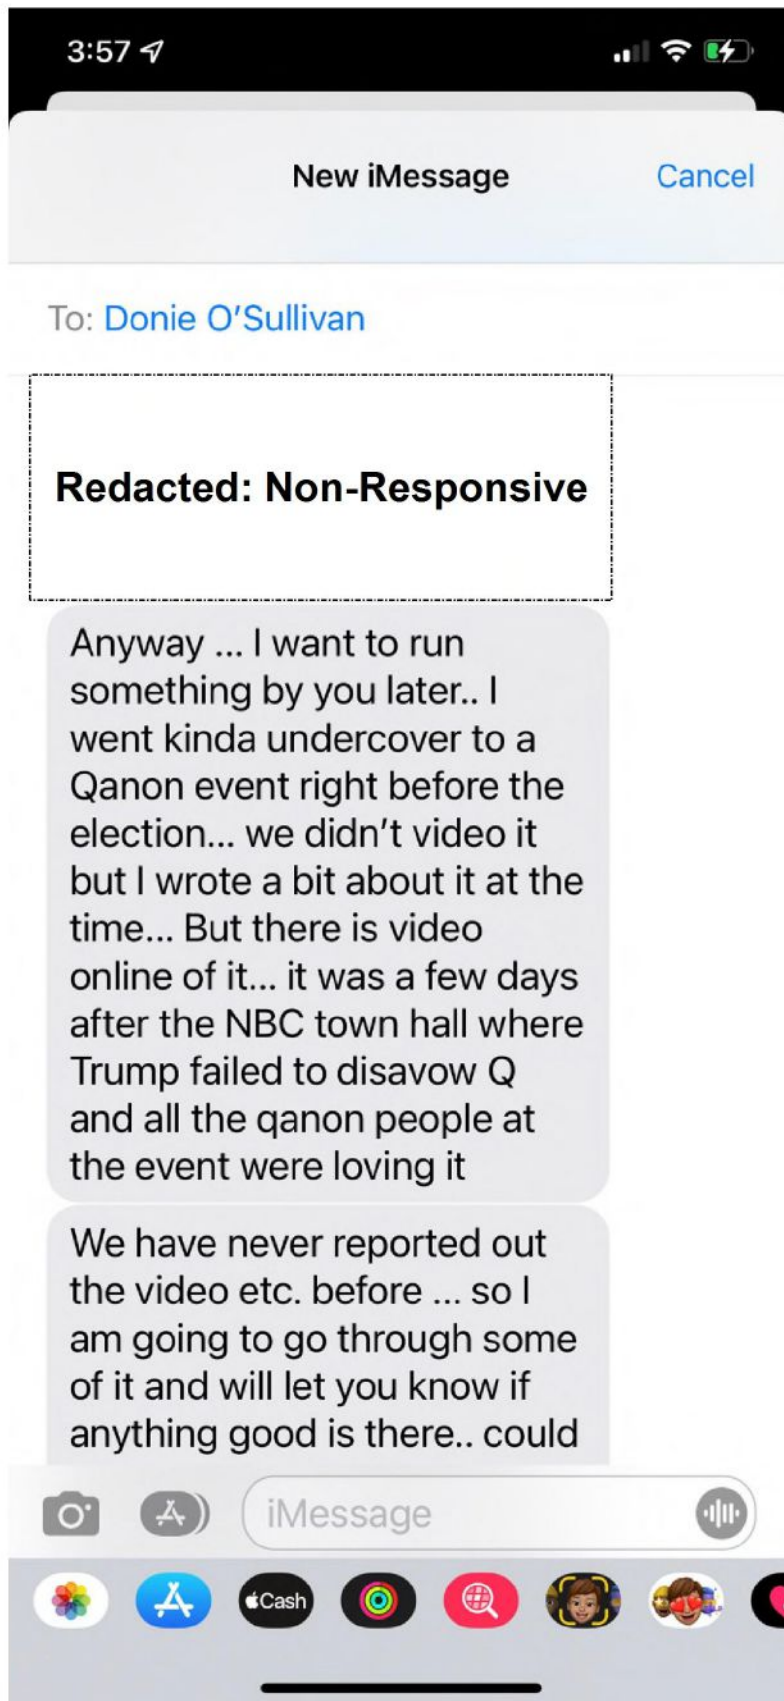 3:57
New iMessage
Cancel
To: Donie O'Sullivan
Redacted: Non-Responsive
Anyway ... I want to run
something by you later.. I
went kinda undercover to a
Qanon event right before the
election... we didn't video it
but I wrote a bit about it at the
time... But there is video
online of it... it was a few days
after the NBC town hall where
Trump failed to disavow Q
and all the qanon people at
the event were loving it
We have never reported out
the video etc. before ... so I
am going to go through some
of it and will let you know if
anything good is there.. could
iMessage
Cash